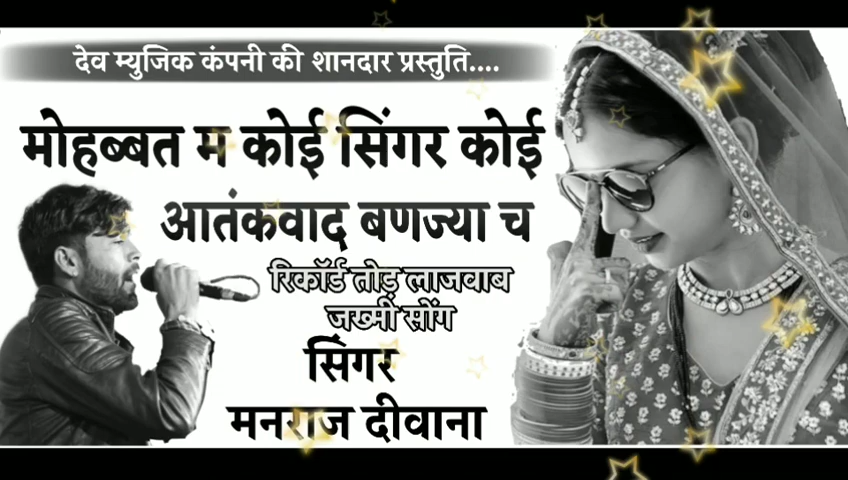 देव म्युजिक कंपनी की शानदार प्रस्तुति....
मोहब्बत म कोई सिंगर कोई
आतंकवाद बणज्या च
रिकॉर्ड तोड़ लाजवाब
जख्मी सोंग
सिंगर
मनराज दीवाना